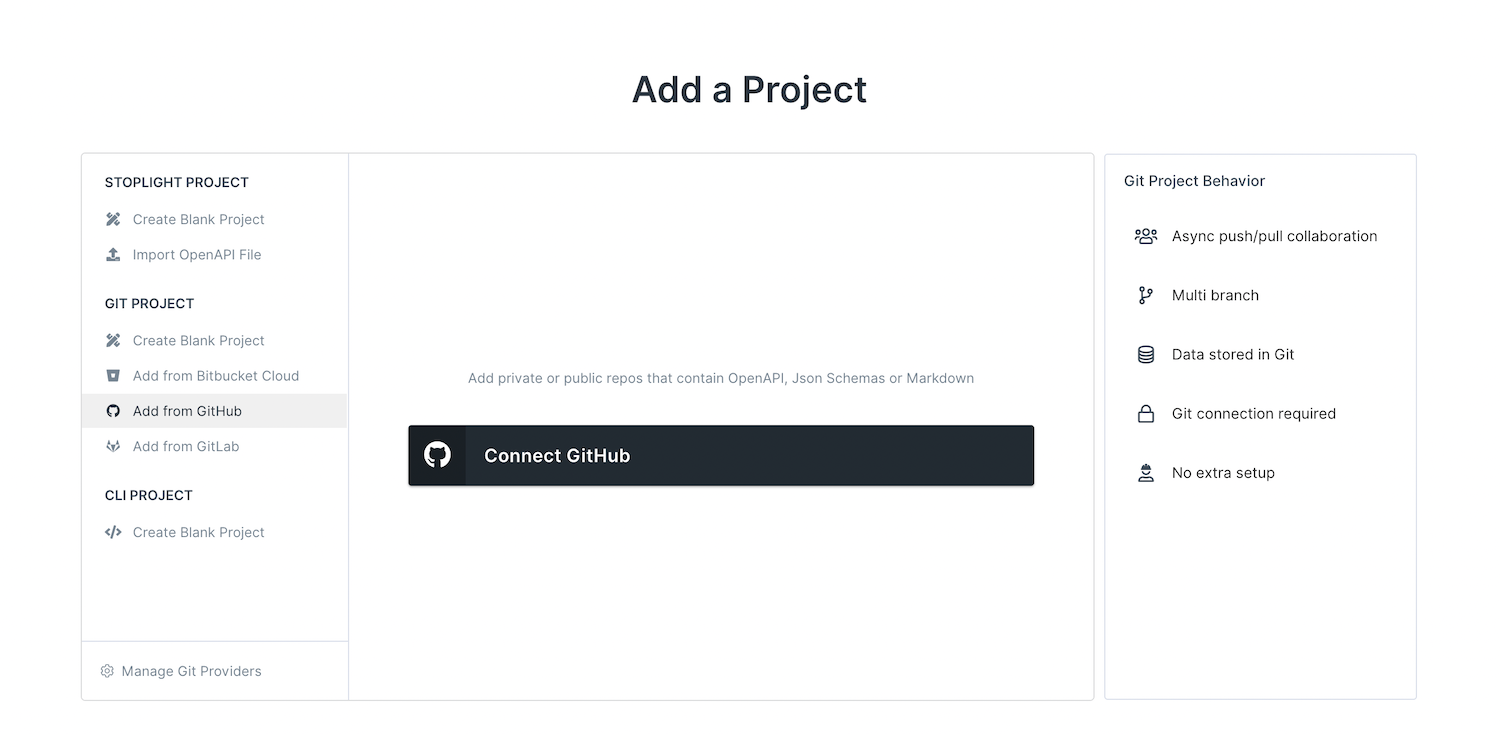 Add a Project
STOPLIGHT PROJECT
Create Blank Project
Import OpenAPI File
GIT PROJECT
Create Blank Project
Add from Bitbucket Cloud
Add from GitHub
Add from GitLab
CLI PROJECT
Create Blank Project
Manage Git Providers
Add private or public repos that contain OpenAPI, Json Schemas or Markdown
Connect GitHub
Git Project Behavior
Async push/pull collaboration
Multi branch
Data stored in Git
Git connection required
No extra setup